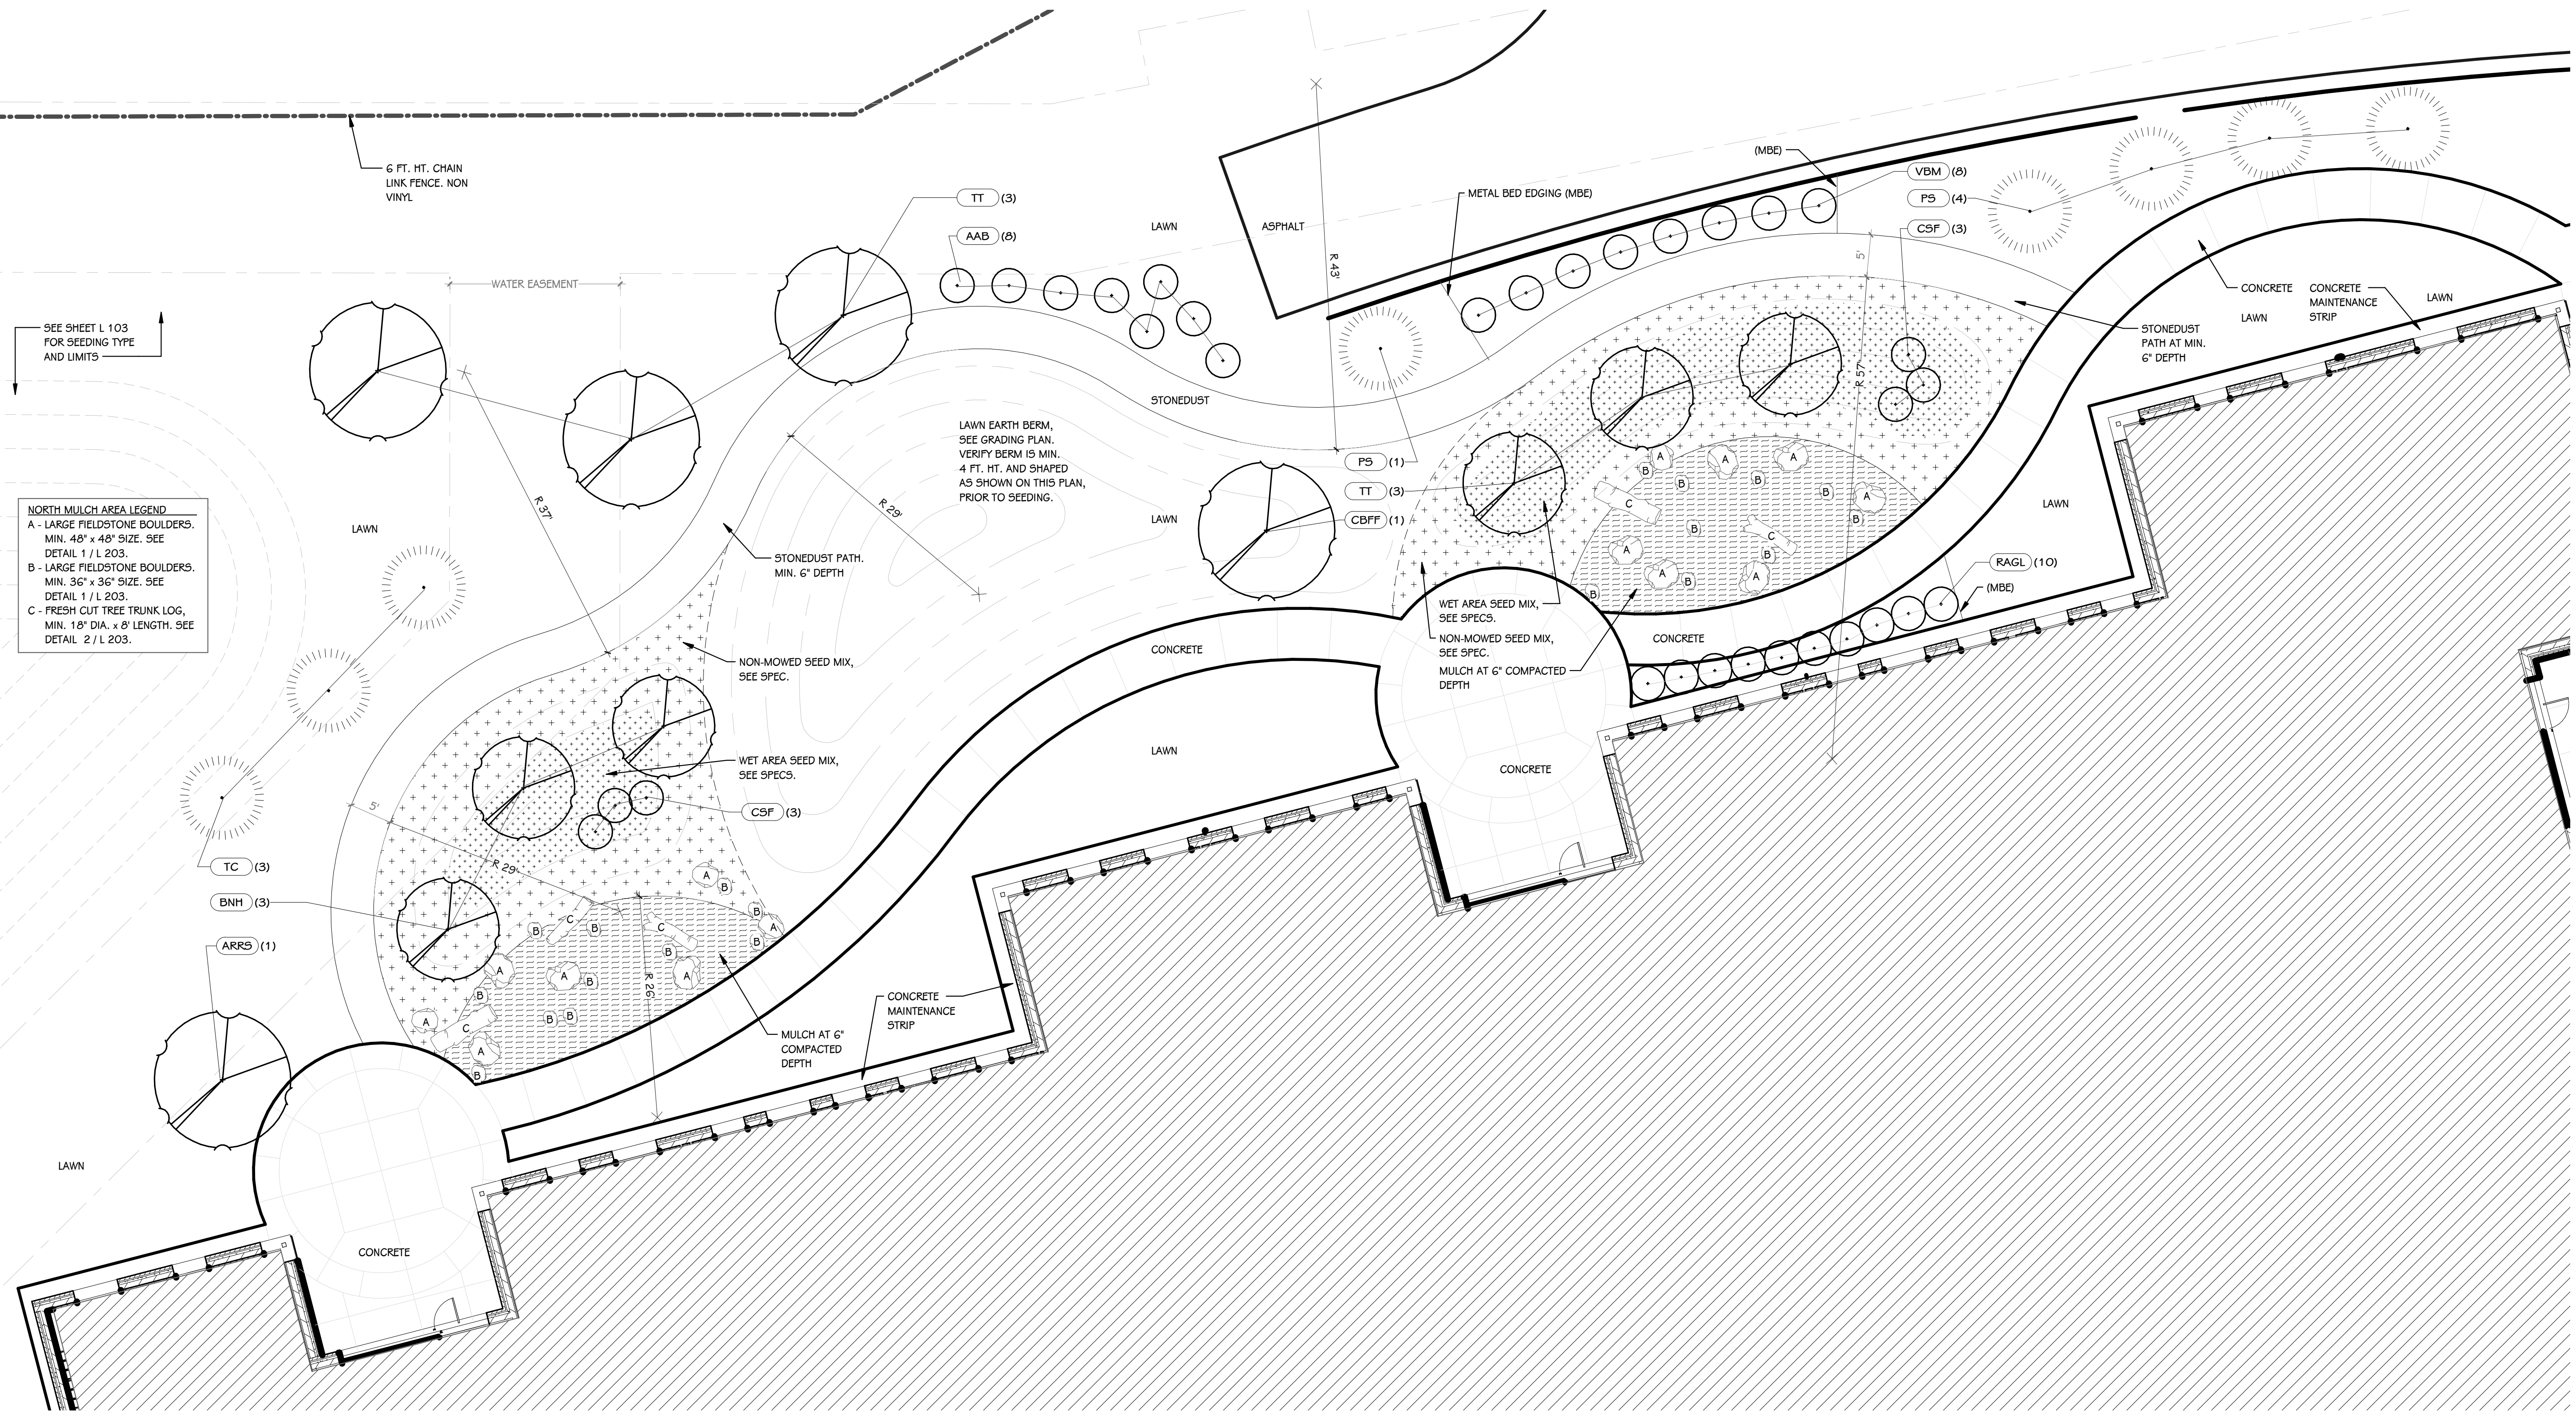 6 FT. HT. CHAIN
LINK FENCE. NON
VINYL
TT (3)
AAB (8)
LAWN
ASPHALT
R 43'
METAL BED EDGING (MBE)
(MBE)
VBM (8)
PS (4)
CSF (3)
5'
R 57'
WATER EASEMENT
SEE SHEET L 103
FOR SEEDING TYPE
AND LIMITS
CONCRETE
LAWN
CONCRETE
MAINTENANCE
STRIP
LAWN
STONEDUST
PATH AT MIN.
6" DEPTH
STONEDUST
LAWN EARTH BERM,
SEE GRADING PLAN.
VERIFY BERM IS MIN.
4 FT. HT. AND SHAPED
AS SHOWN ON THIS PLAN,
PRIOR TO SEEDING.
PS (1)
TT (3)
CBFF (1)
LAWN
R 37'
R 29'
NORTH MULCH AREA LEGEND
A - LARGE FIELDSTONE BOULDERS.
MIN. 48" x 48" SIZE. SEE
DETAIL 1 / L 203.
B - LARGE FIELDSTONE BOULDERS.
MIN. 36" x 36" SIZE. SEE
DETAIL 1 / L 203.
C - FRESH CUT TREE TRUNK LOG,
MIN. 18" DIA. x 8' LENGTH. SEE
DETAIL 2 / L 203.
LAWN
STONEDUST PATH.
MIN. 6" DEPTH
A
B
A
A
B
B
B
A
B
C
B
C
B
A
A
B
A
B
LAWN
RAGL (10)
(MBE)
WET AREA SEED MIX,
SEE SPECS.
NON-MOWED SEED MIX,
SEE SPEC.
MULCH AT 6" COMPACTED
DEPTH
CONCRETE
CONCRETE
NON-MOWED SEED MIX,
SEE SPEC.
LAWN
CONCRETE
WET AREA SEED MIX,
SEE SPECS.
CSF (3)
5'
R 29'
TC (3)
BNH (3)
ARRS (1)
A
B
B
C
B
B
C
A
B
B
A
A
B
A
B
R 26'
B
B
A
C
A
B
CONCRETE
MAINTENANCE
STRIP
MULCH AT 6"
COMPACTED
DEPTH
LAWN
CONCRETE